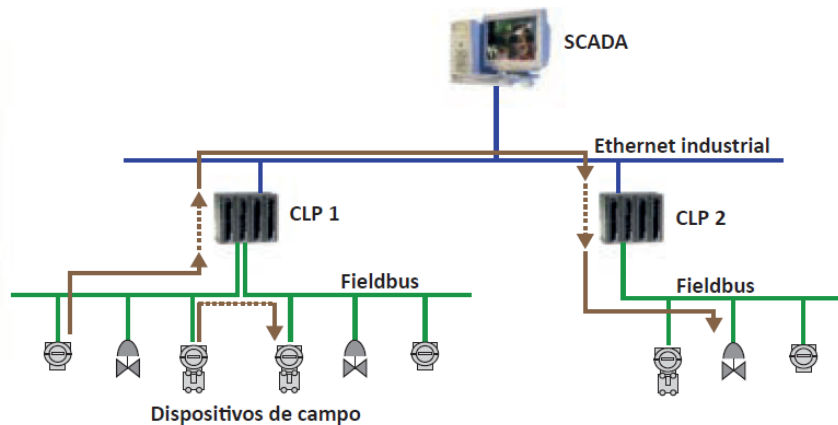 SCADA
Ethernet industrial
CLP 1
CLP 2
Fieldbus
Fieldbus
Dispositivos de campo